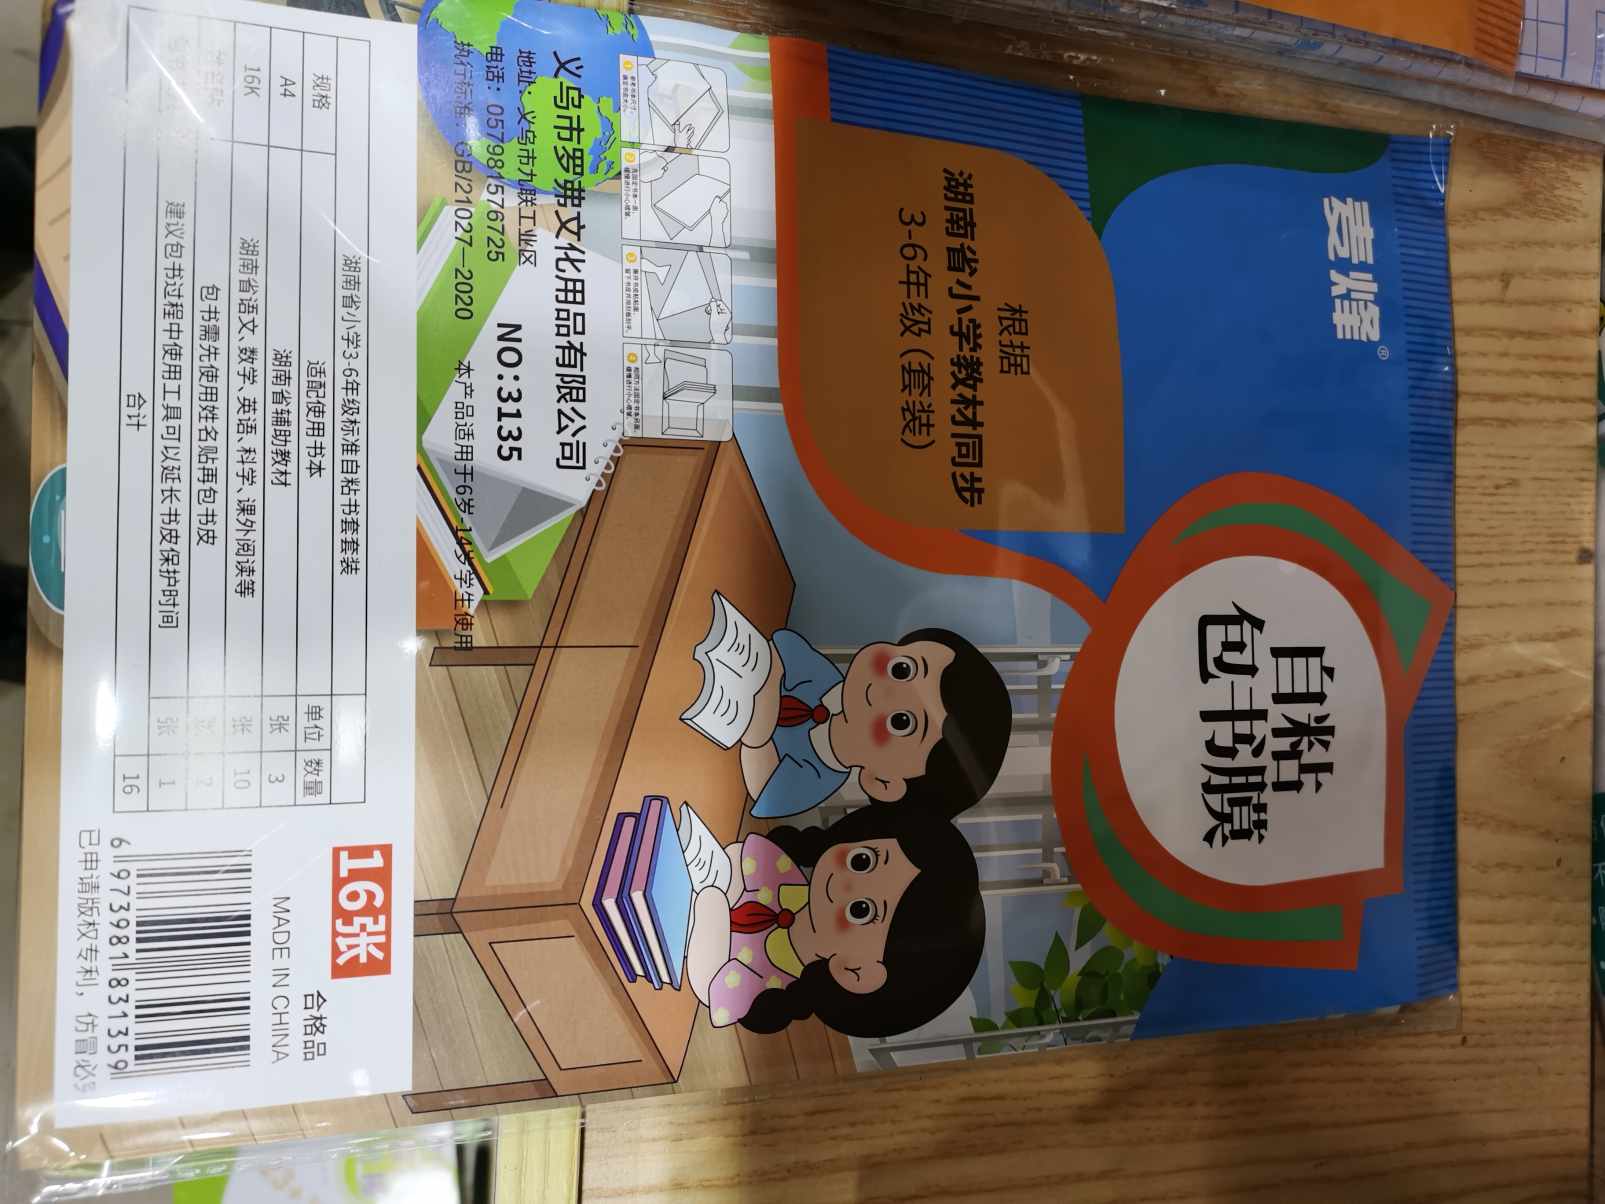 麦烽®
自粘
包书膜
根据
湖南省小学教材同步
3-6年级（套装）
义乌市罗弗文化用品有限公司
地址：义乌市九联工业区
NO:3135
电话：057981576725
执行标准：GB/21027—2020
本产品适用于6岁-14岁学生使用
湖南省小学3-6年级标准自粘书套套装
规格 适配使用书本 单位 数量
A4 湖南省辅助教材 张 3
16K 湖南省语文、数学、英语、科学、课外阅读等 张 10
包书需先使用姓名贴再包书皮 张
建议包书过程中使用工具可以延长书皮保护时间 张 1
合计 16
16张
合格品
MADE IN CHINA
6 973981 831359
已申请版权专利，仿冒必